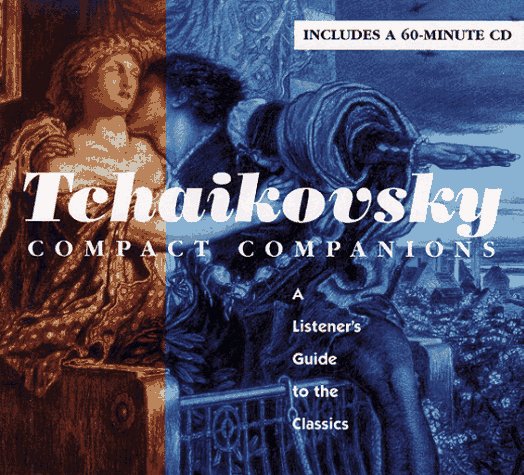 INCLUDES A 60-MINUTE CD
Tchaikovsky
COMPACT COMPANIONS
A
Listener's
Guide
to the
Classics